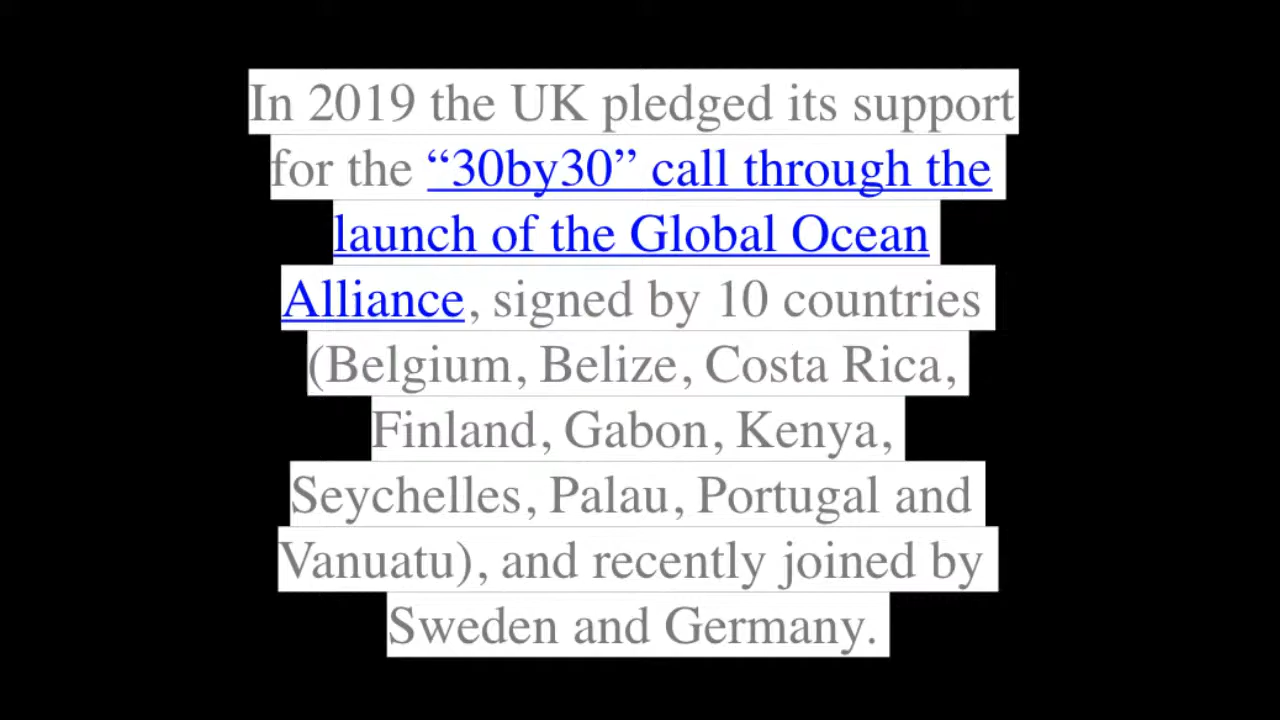 In 2019 the UK pledged its support
for the “30by30” call through the
launch of the Global Ocean
Alliance, signed by 10 countries
(Belgium, Belize, Costa Rica,
Finland, Gabon, Kenya,
Seychelles, Palau, Portugal and
Vanuatu), and recently joined by
Sweden and Germany.